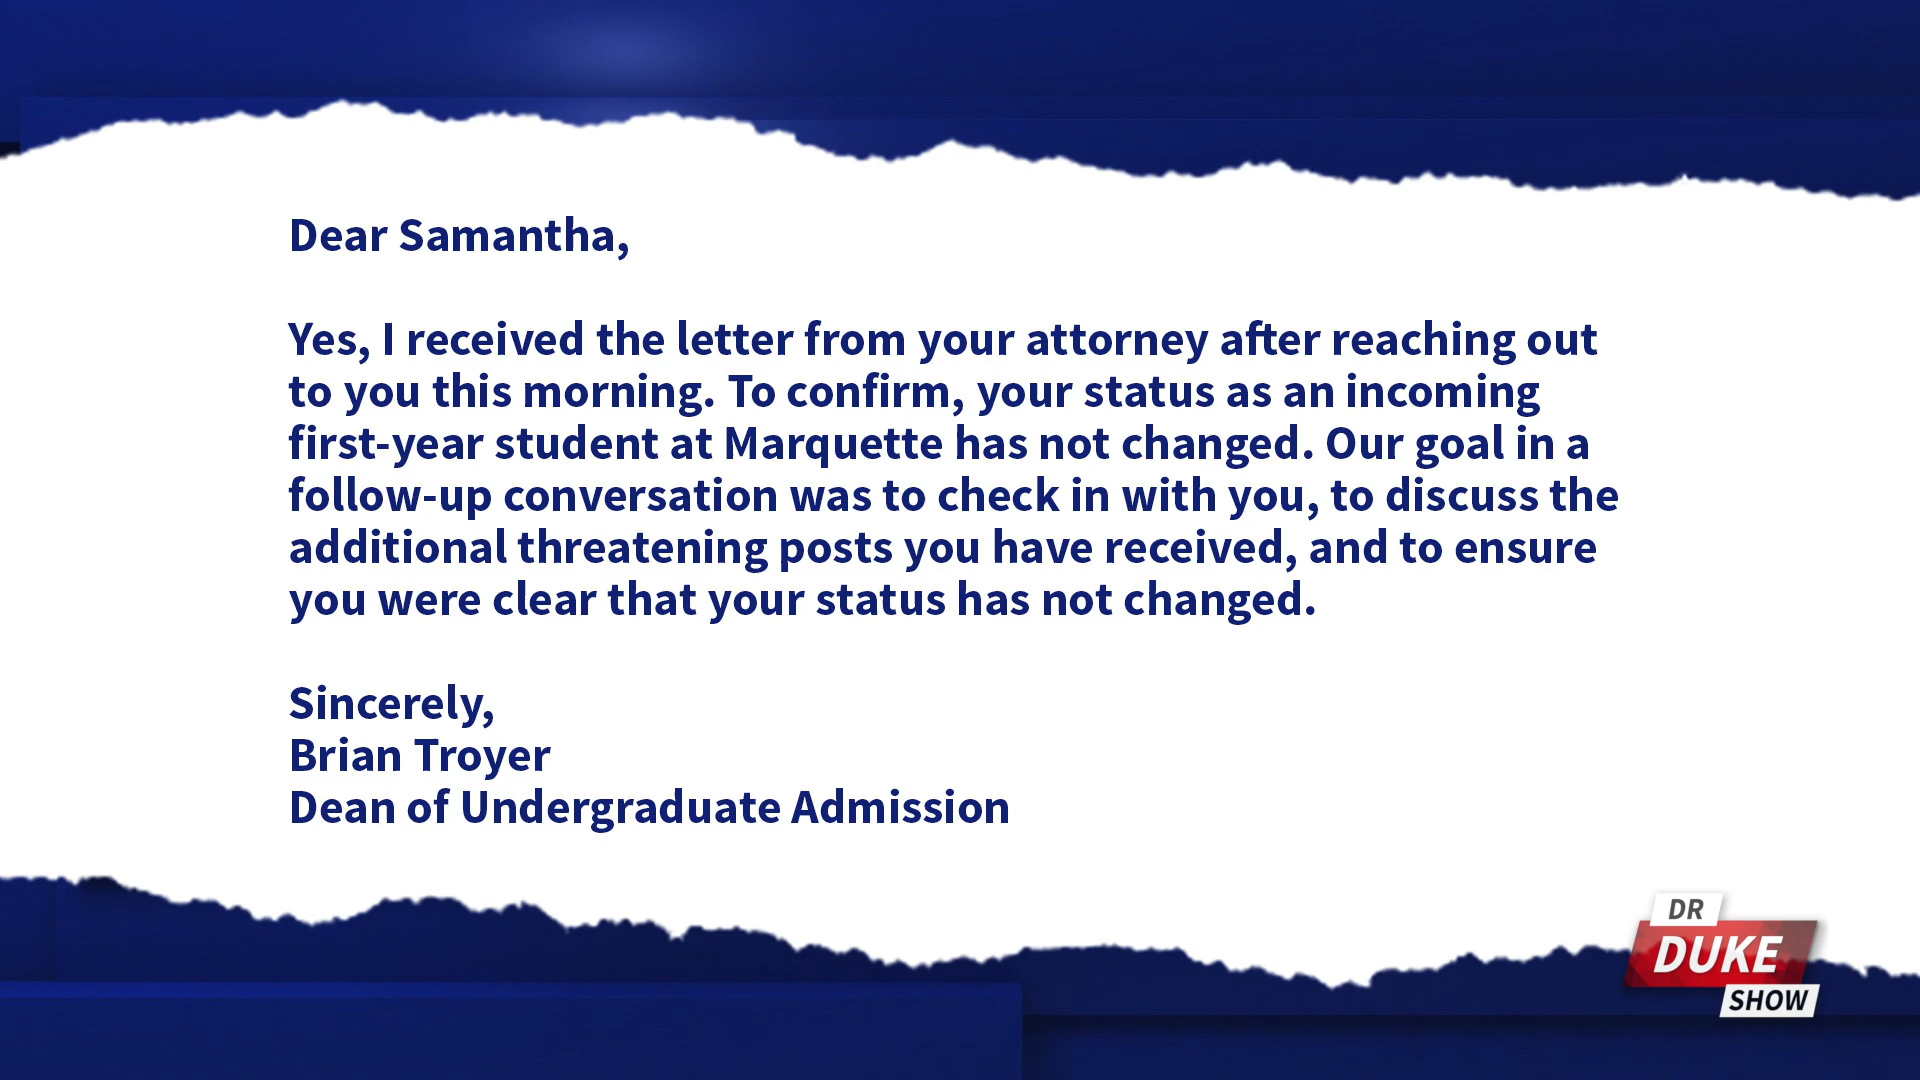 Dear Samantha,
Yes, I received the letter from your attorney after reaching out
to you this morning. To confirm, your status as an incoming
first-year student at Marquette has not changed. Our goal in a
follow-up conversation was to check in with you, to discuss the
additional threatening posts you have received, and to ensure
you were clear that your status has not changed.
Sincerely,
Brian Troyer
Dean of Undergraduate Admission
DR
DUKE
SHOW